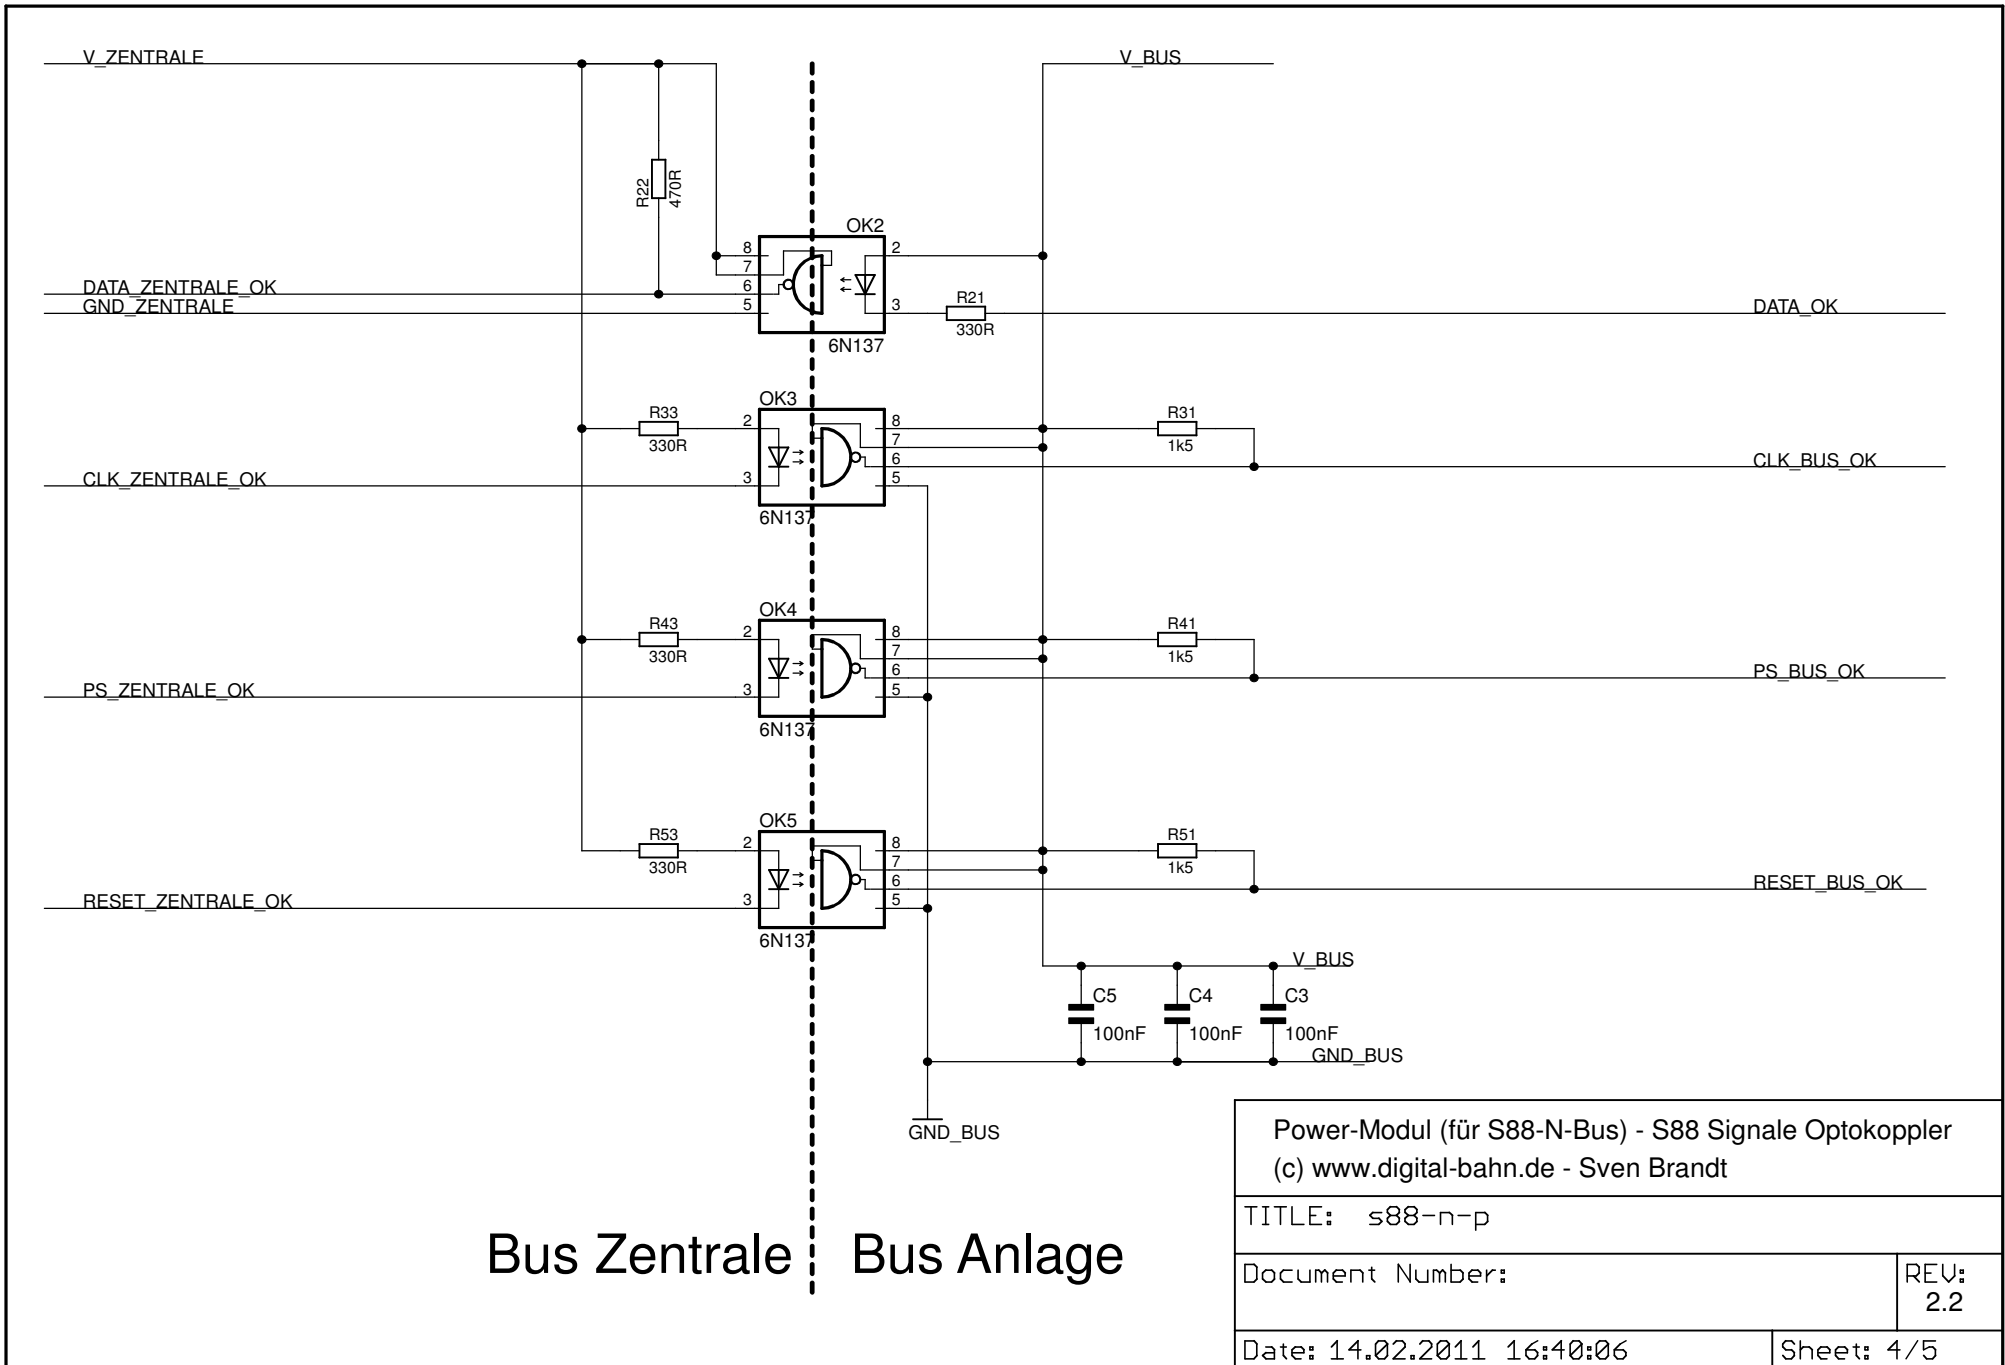 V_ZENTRALE
V_BUS
R22
470R
OK2
8
7
6
5
2
3
DATA_ZENTRALE_OK
GND_ZENTRALE
R21
330R
DATA_OK
6N137
OK3
R33
330R
2
3
8
7
6
5
R31
1k5
CLK_ZENTRALE_OK
CLK_BUS_OK
6N137
OK4
R43
330R
2
3
8
7
6
5
R41
1k5
PS_ZENTRALE_OK
PS_BUS_OK
6N137
OK5
R53
330R
2
3
8
7
6
5
R51
1k5
RESET_ZENTRALE_OK
RESET_BUS_OK
6N137
V_BUS
C5
100nF
C4
100nF
C3
100nF
GND_BUS
GND_BUS
Bus Zentrale
Bus Anlage
Power-Modul (für S88-N-Bus) - S88 Signale Optokoppler
(c) www.digital-bahn.de - Sven Brandt
TITLE: s88-n-p
Document Number:
REV:
2.2
Date: 14.02.2011 16:40:06
Sheet: 4/5